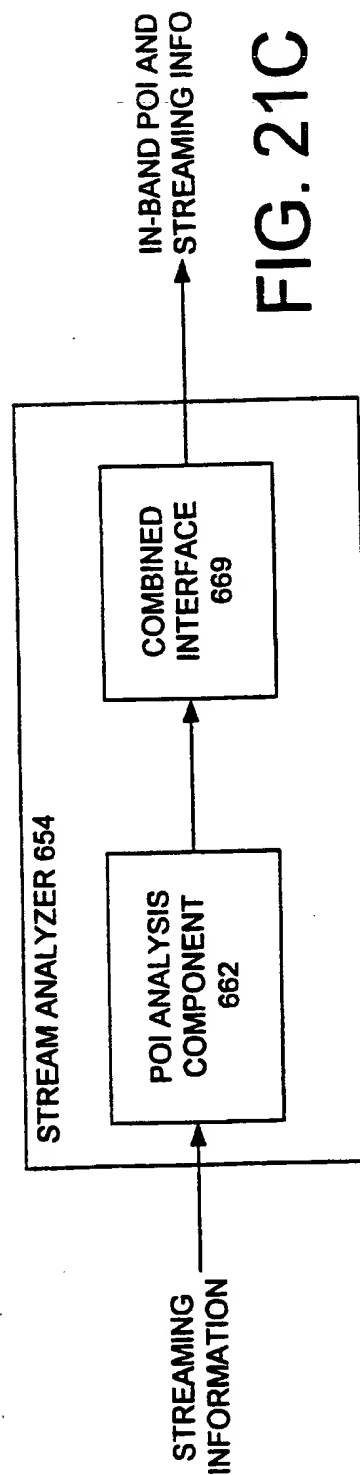 STREAMING
INFORMATION
STREAM ANALYZER 654
POI ANALYSIS
COMPONENT
662
COMBINED
INTERFACE
669
IN-BAND POI AND
STREAMING INFO
FIG. 21C